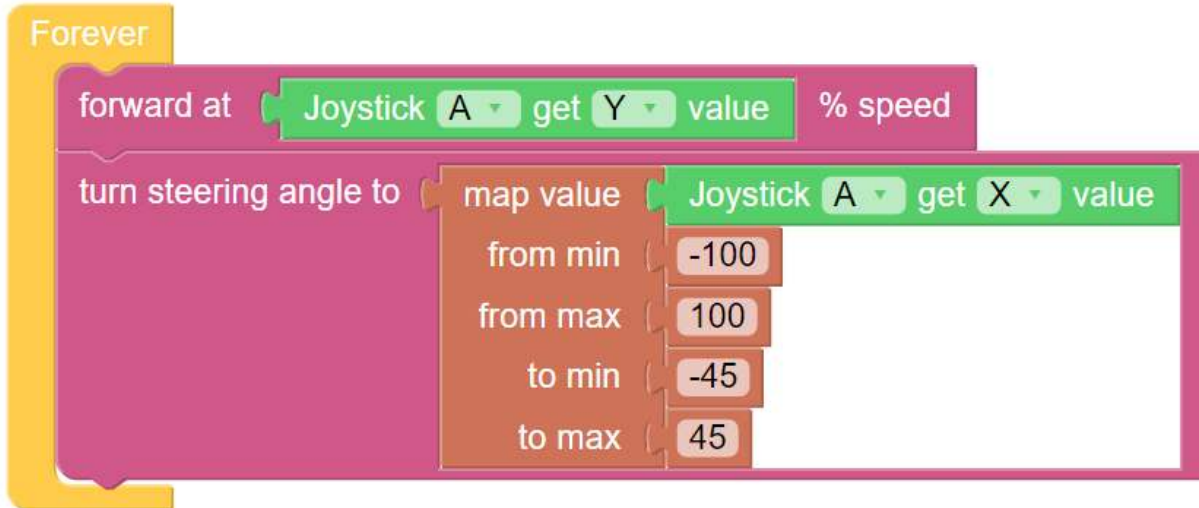 Forever
forward at Joystick A get Y value % speed
turn steering angle to map value Joystick A get X value
from min -100
from max 100
to min -45
to max 45